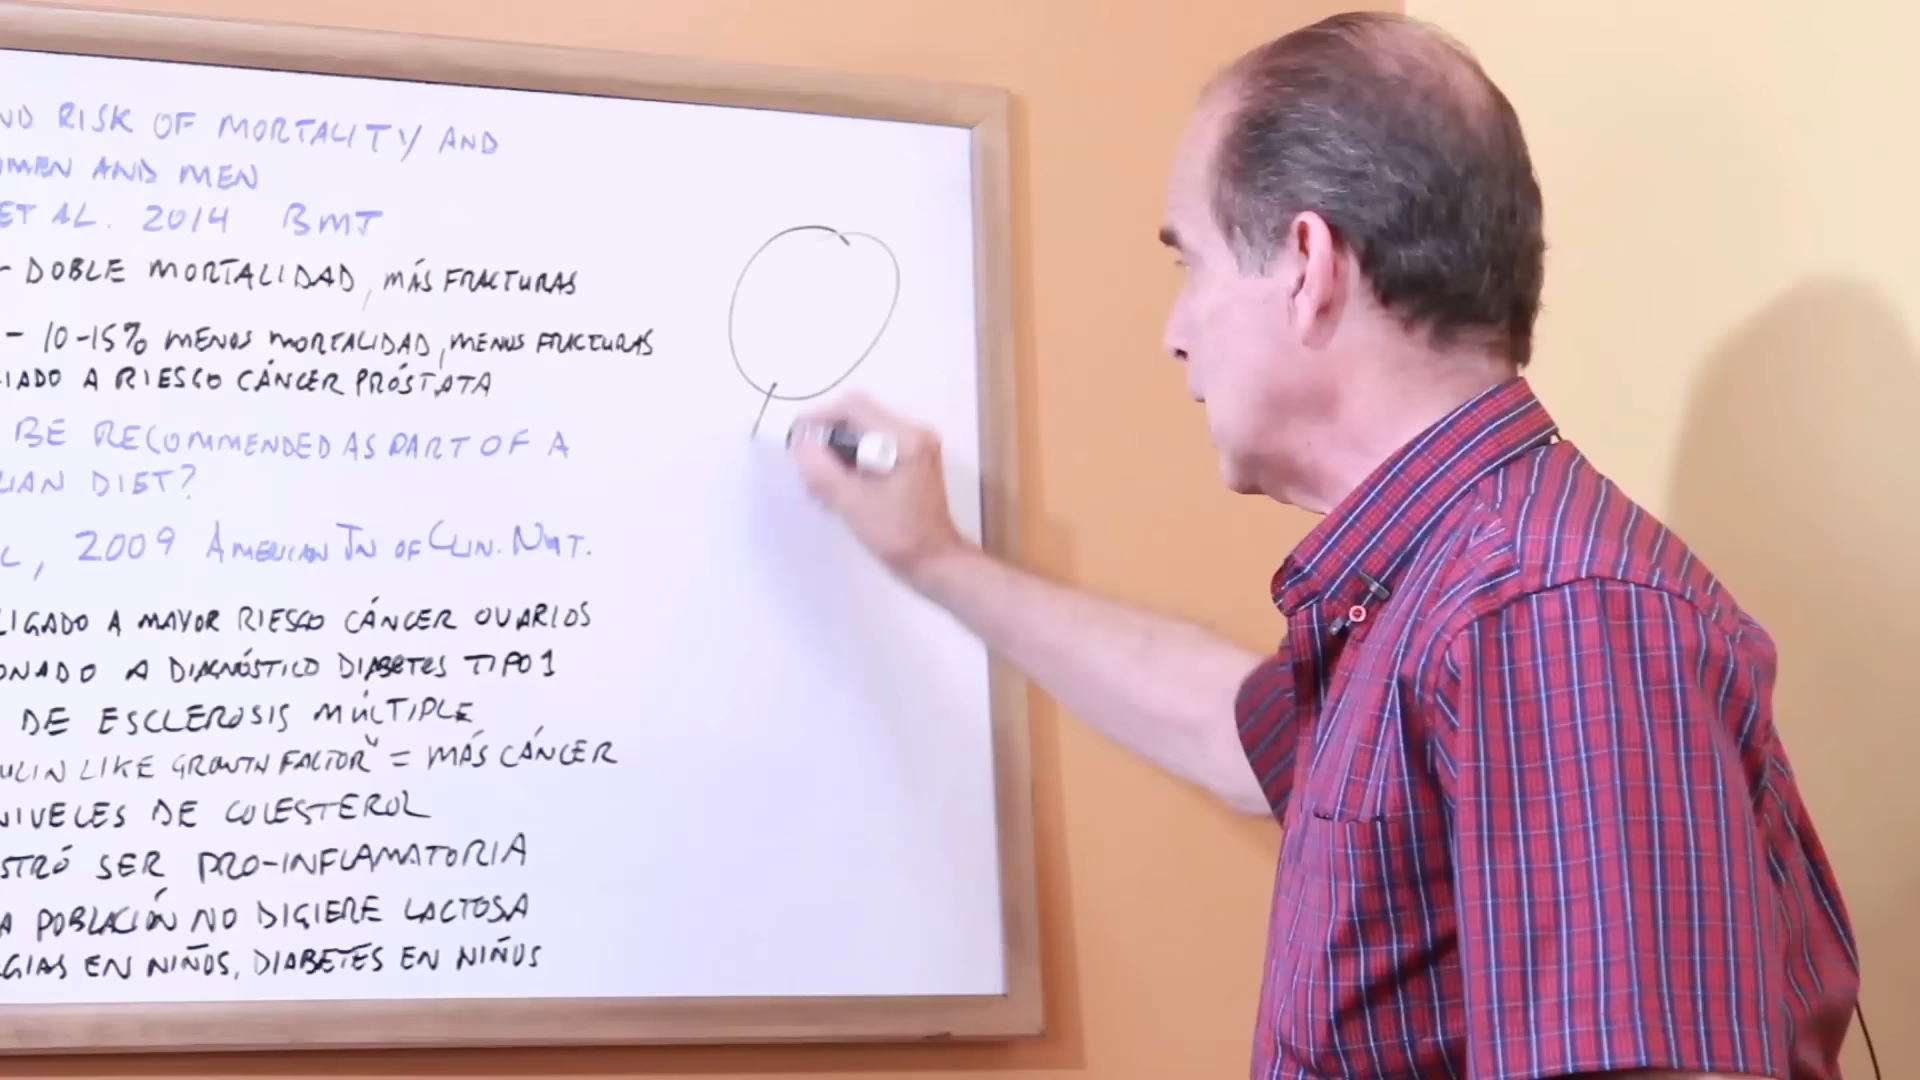 ND RISK OF MORTALITY AND
OMEN AND MEN
ET AL. 2014 BMJ
- DOBLE MORTALIDAD, MÁS FRACTURAS
- 10-15% MENOS MORTALIDAD, MENOS FRACTURAS
IADO A RIESGO CÁNCER PRÓSTATA
BE RECOMMENDED AS PART OF A
RIAN DIET?
L, 2009 AMERICAN JN OF CLIN. NUT.
LIGADO A MAYOR RIESGO CÁNCER OVARIOS
ONADO A DIAGNÓSTICO DIABETES TIPO 1
DE ESCLEROSIS MÚLTIPLE
ULIN LIKE GROWTH FACTOR" = MÁS CÁNCER
NIVELES DE COLESTEROL
STRÓ SER PRO-INFLAMATORIA
A POBLACIÓN NO DIGIERE LACTOSA
GIAS EN NIÑOS, DIABETES EN NIÑOS